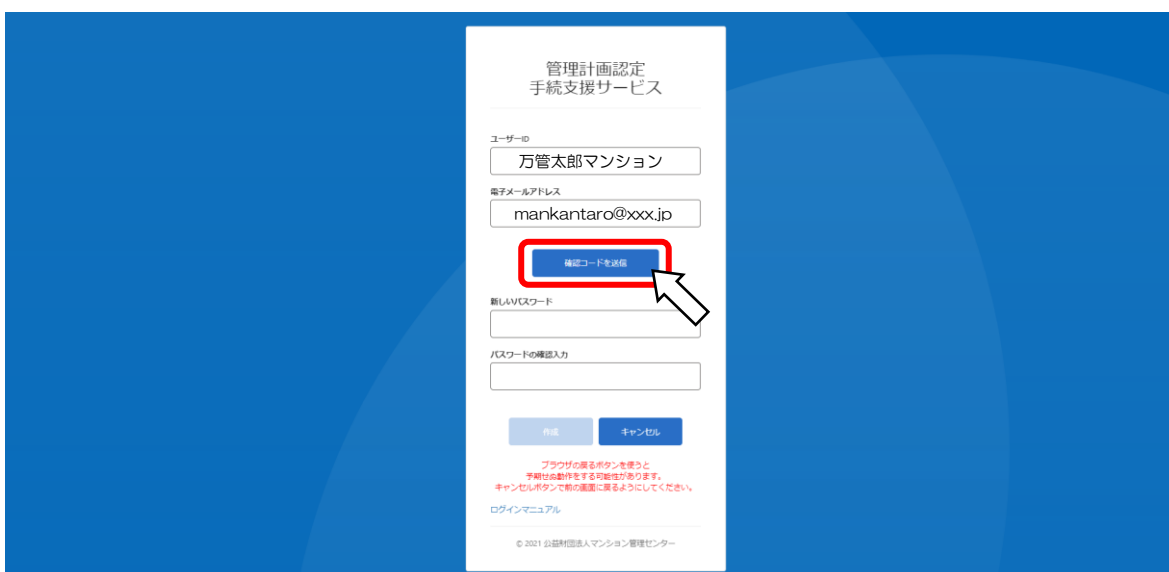 管理計画認定
手続支援サービス
ユーザーID
万管太郎マンション
電子メールアドレス
mankantaro@xxx.jp
確認コードを送信
新しいパスワード
パスワードの確認入力
作成
キャンセル
ブラウザの戻るボタンを使うと
予期せぬ動作をする可能性があります。
キャンセルボタンで前の画面に戻るようにしてください。
ログインマニュアル
© 2021 公益財団法人マンション管理センター